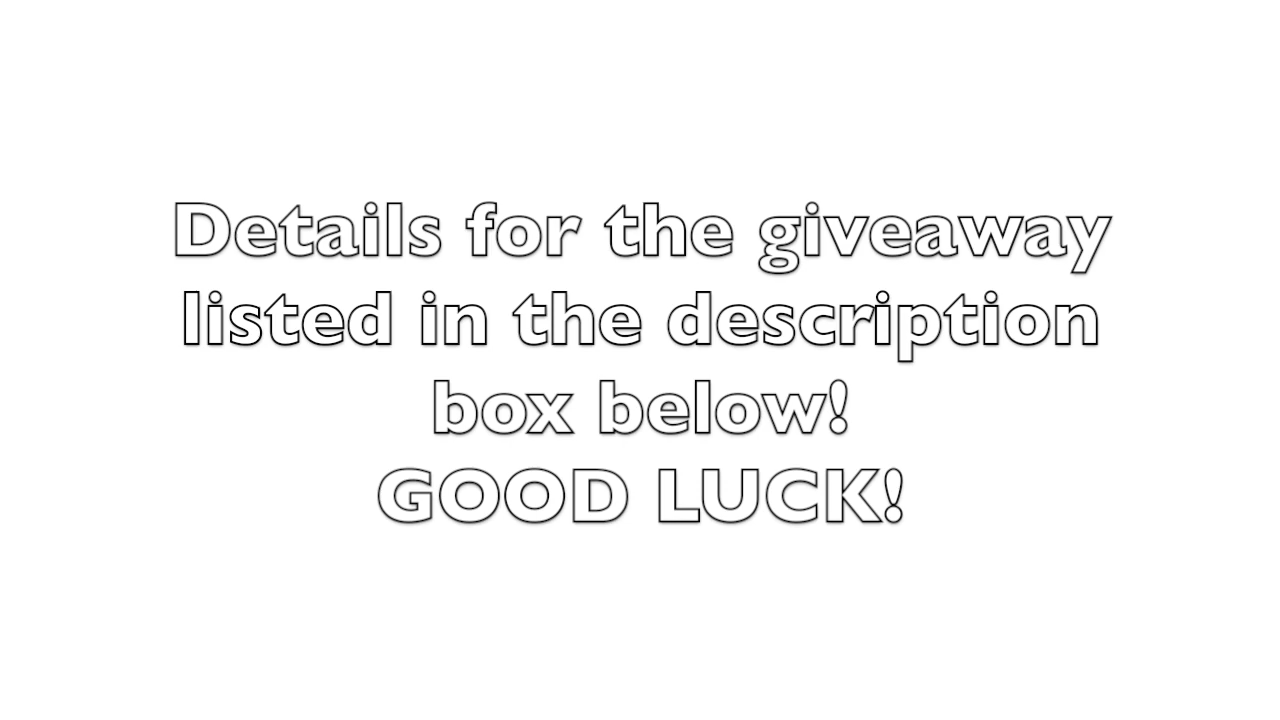 Details for the giveaway
listed in the description
box below!
GOOD LUCK!